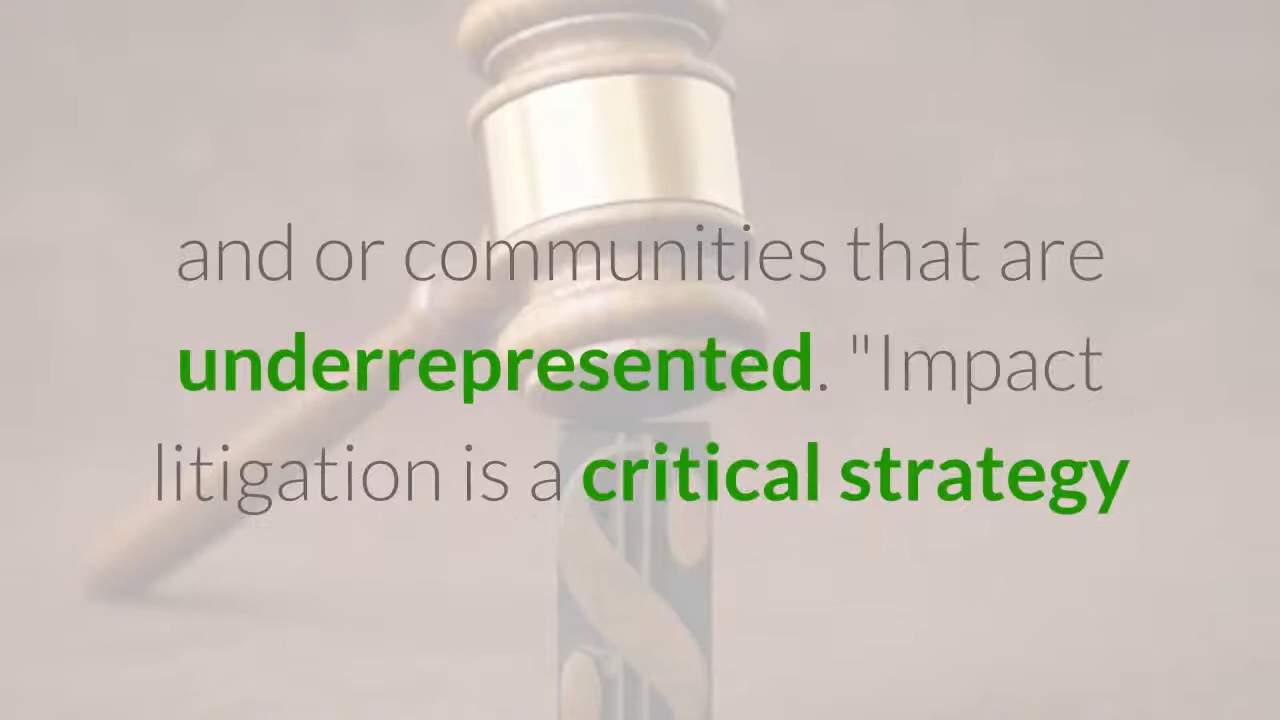 and or communities that are
underrepresented. "Impact
litigation is a critical strategy